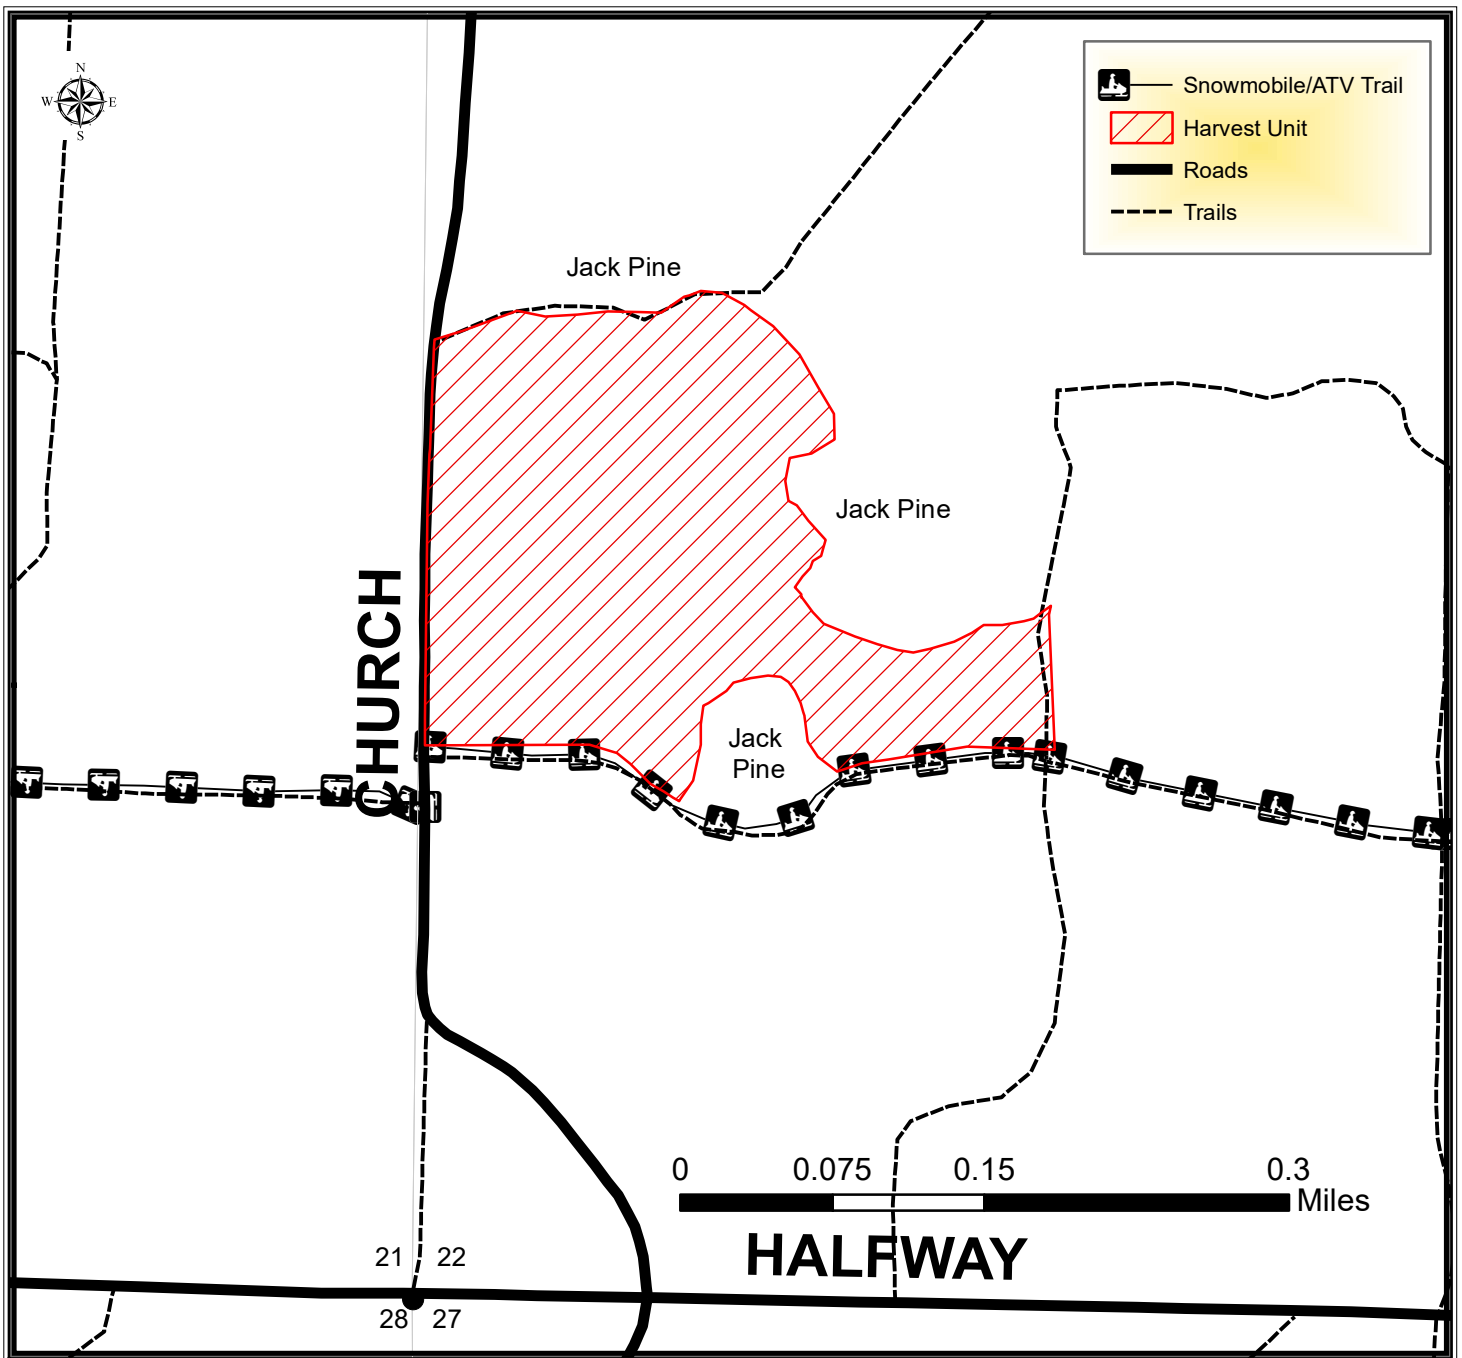 N
W E
S
Snowmobile/ATV Trail
Harvest Unit
Roads
Trails
Jack Pine
Jack Pine
CHURCH
Jack
Pine
0 0.075 0.15 0.3
Miles
HALFWAY
21 22
28 27